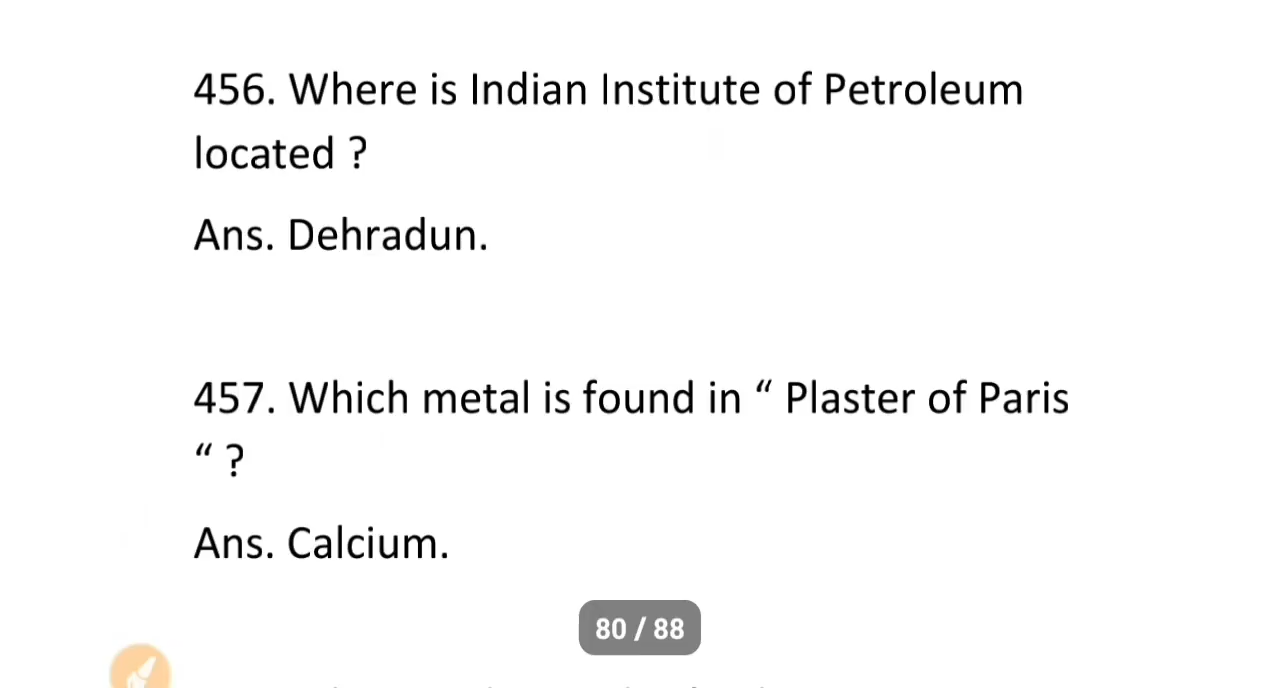 456. Where is Indian Institute of Petroleum
located ?
Ans. Dehradun.
457. Which metal is found in “ Plaster of Paris
“ ?
Ans. Calcium.
80 / 88